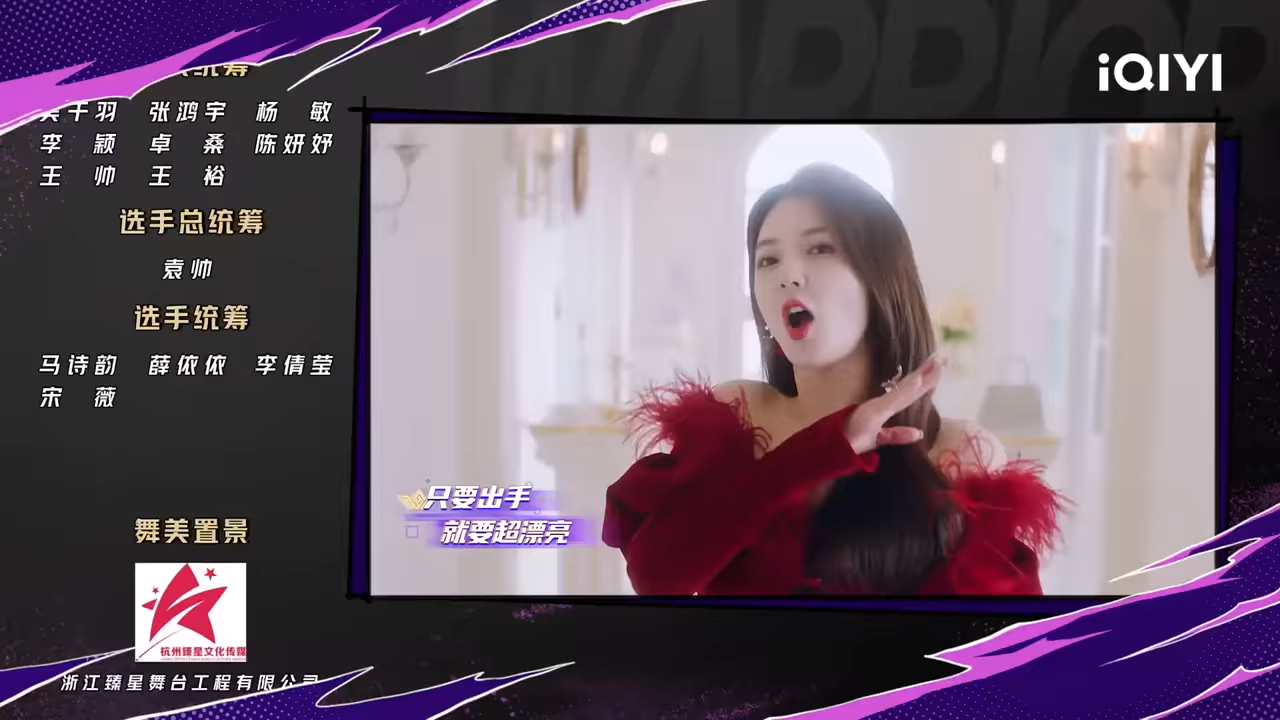 iQIYI
统筹
千羽 张鸿宇 杨 敏
李 颖 卓 桑 陈妍妤
王 帅 王 裕
选手总统筹
袁帅
选手统筹
马诗韵 薛依依 李倩莹
宋 薇
舞美置景
杭州臻星文化传媒
浙江臻星舞台工程有限公司
只要出手
就要超漂亮